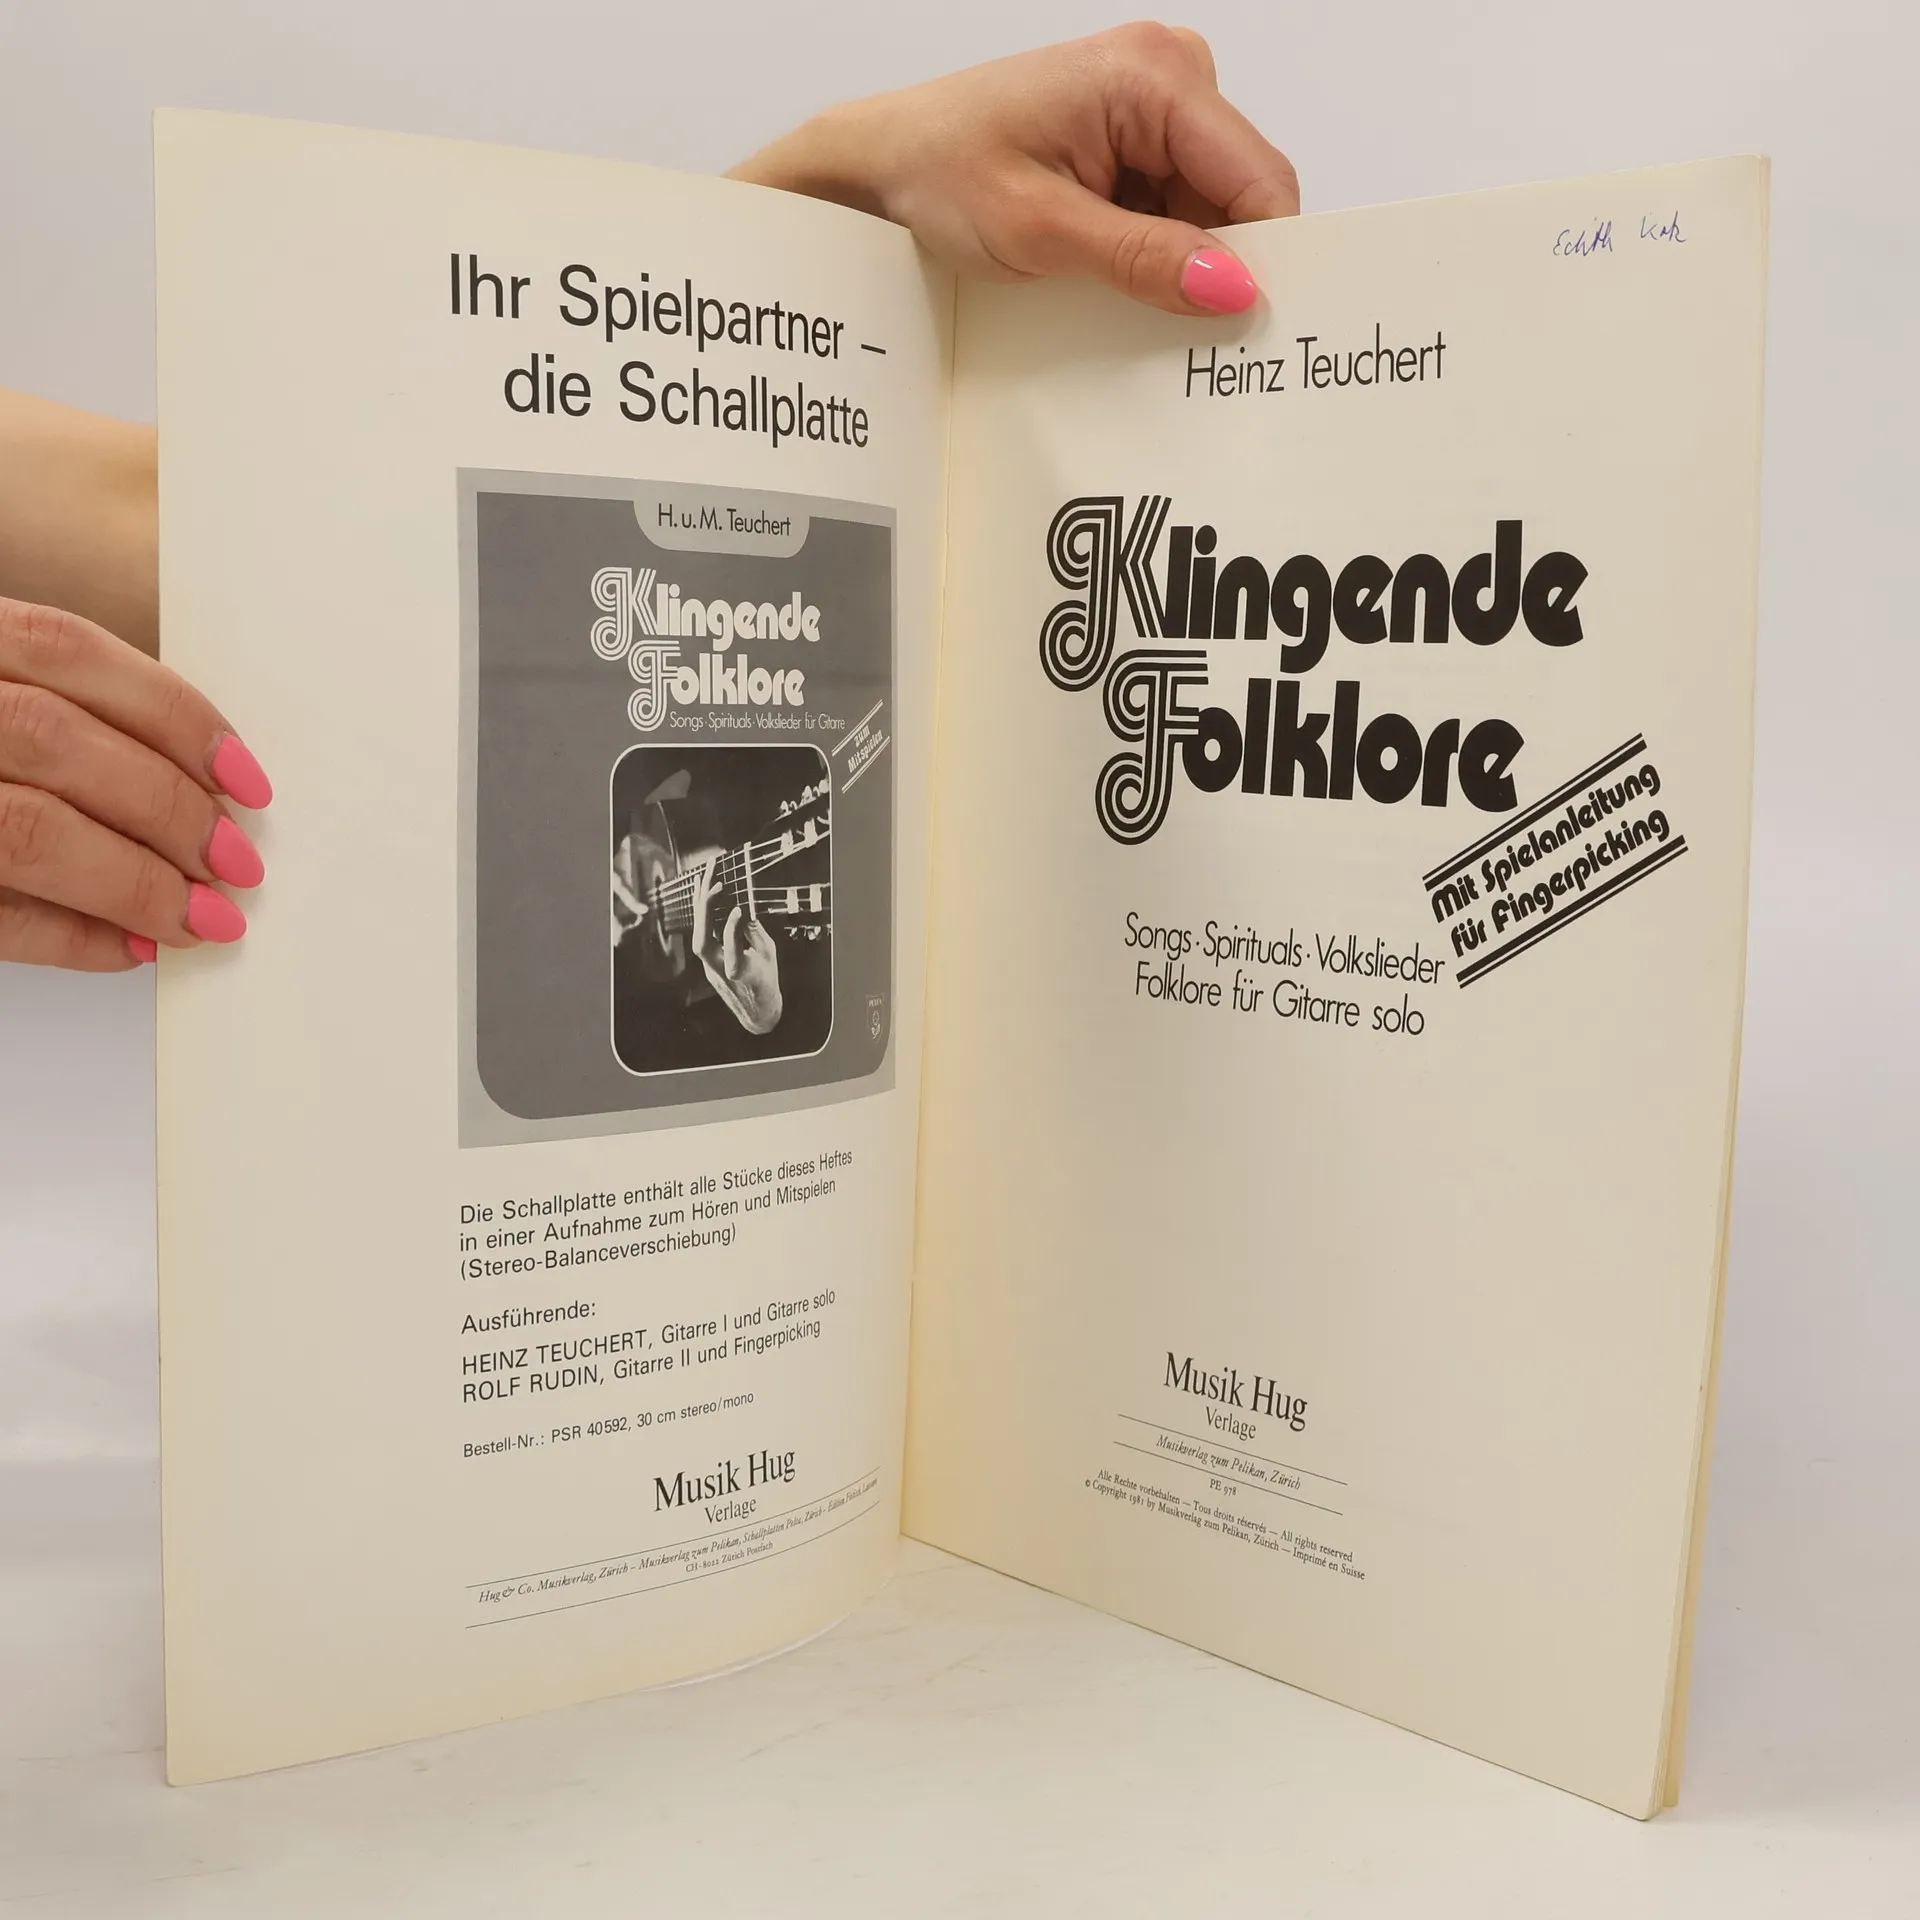 Ihr Spielpartner –
die Schallplatte
H. u. M. Teuchert
Klingende
Folklore
Songs · Spirituals · Volkslieder für Gitarre
zum
Mitspielen
Die Schallplatte enthält alle Stücke dieses Heftes
in einer Aufnahme zum Hören und Mitspielen
(Stereo-Balanceverschiebung)
Ausführende:
HEINZ TEUCHERT, Gitarre I und Gitarre solo
ROLF RUDIN, Gitarre II und Fingerpicking
Bestell-Nr.: PSR 40592, 30 cm stereo/mono
Musik Hug
Verlage
Hug & Co. Musikverlag, Zürich – Musikverlag zum Pelikan, Schallplatten Pelca, Zürich – Edition Fœtisch, Lausanne
CH-8022 Zürich Postfach
Edith
Heinz Teuchert
Klingende
Folklore
Mit Spielanleitung
für Fingerpicking
Songs · Spirituals · Volkslieder
Folklore für Gitarre solo
Musik Hug
Verlage
Musikverlag zum Pelikan, Zürich
PE 978
Alle Rechte vorbehalten — Tous droits réservés — All rights reserved
© Copyright 1981 by Musikverlag zum Pelikan, Zürich — Imprimé en Suisse